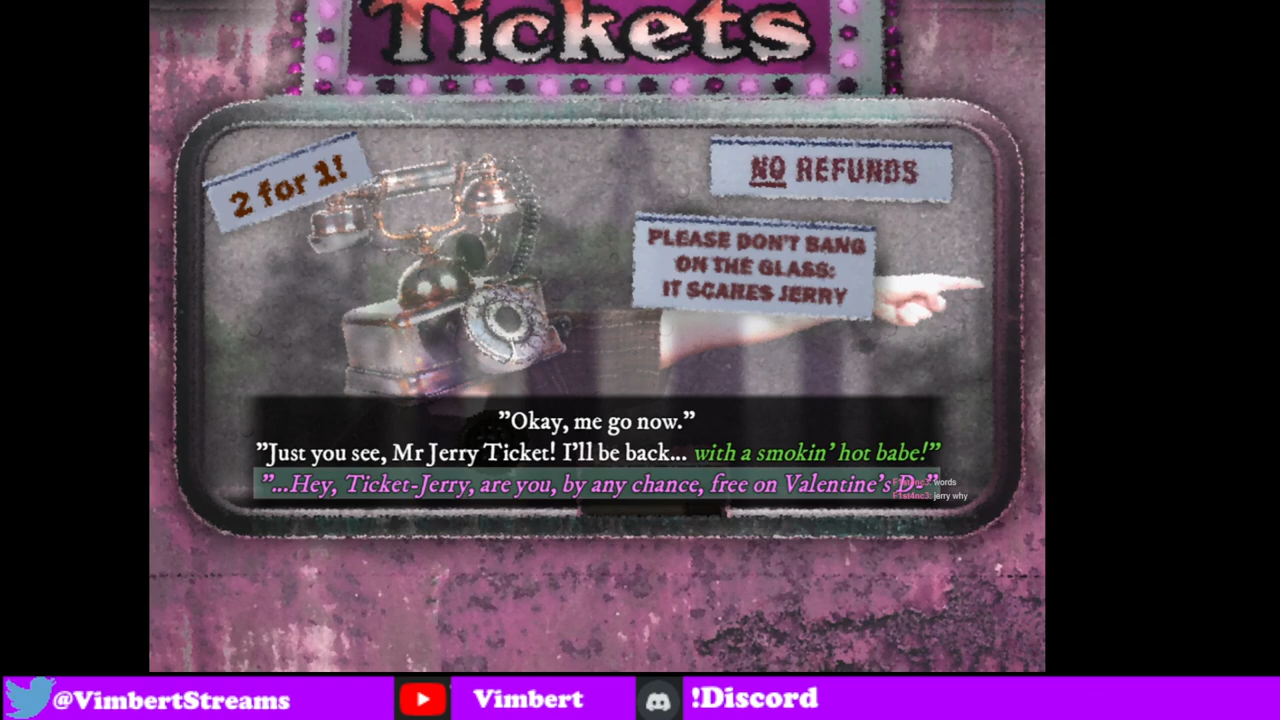 Tickets
2 for 1!
NO REFUNDS
PLEASE DON'T BANG
ON THE GLASS:
IT SCARES JERRY
"Okay, me go now."
"Just you see, Mr Jerry Ticket! I'll be back... with a smokin' hot babe!"
"...Hey, Ticket-Jerry, are you, by any chance, free on Valentine's D-"
F1st4nc3: words
F1st4nc3: jerry why
@VimbertStreams
Vimbert
!Discord